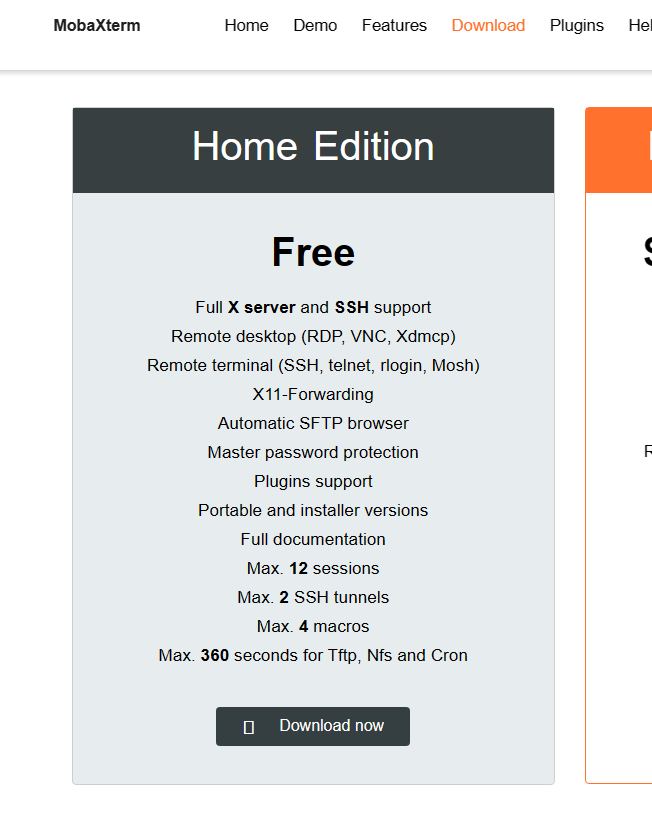 MobaXterm Home Demo Features Download Plugins
Home Edition
Free
Full X server and SSH support
Remote desktop (RDP, VNC, Xdmcp)
Remote terminal (SSH, telnet, rlogin, Mosh)
X11-Forwarding
Automatic SFTP browser
Master password protection
Plugins support
Portable and installer versions
Full documentation
Max. 12 sessions
Max. 2 SSH tunnels
Max. 4 macros
Max. 360 seconds for Tftp, Nfs and Cron
Download now